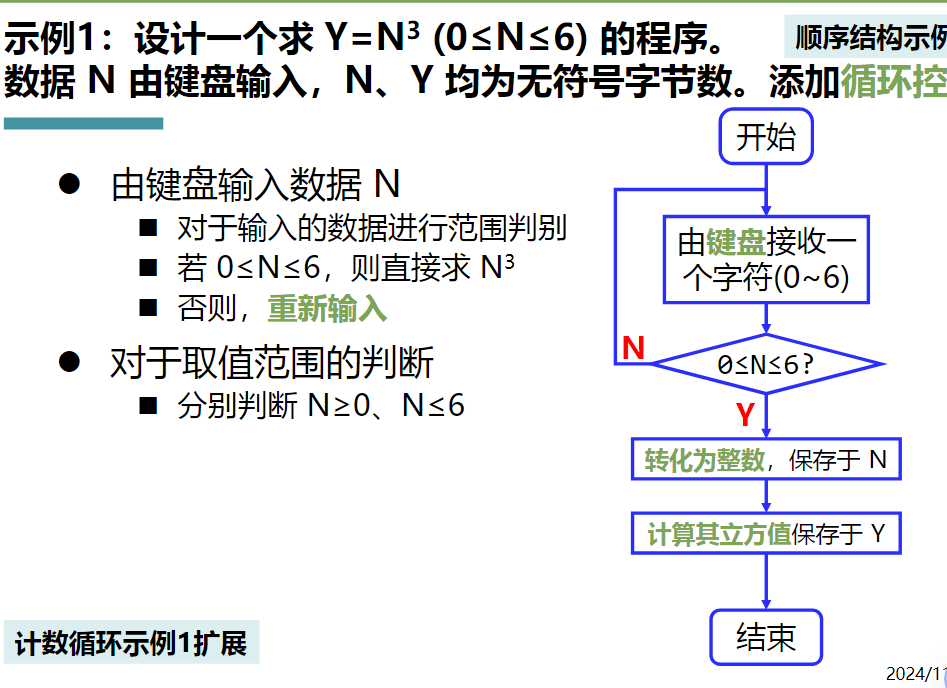 示例1：设计一个求 Y=N³ (0≤N≤6) 的程序。
顺序结构示例
数据 N 由键盘输入，N、Y 均为无符号字节数。添加循环控
● 由键盘输入数据 N
■ 对于输入的数据进行范围判别
■ 若 0≤N≤6，则直接求 N³
■ 否则，重新输入
● 对于取值范围的判断
■ 分别判断 N≥0、N≤6
开始
由键盘接收一
个字符(0~6)
N
0≤N≤6?
Y
转化为整数，保存于 N
计算其立方值保存于 Y
结束
计数循环示例1扩展
2024/11